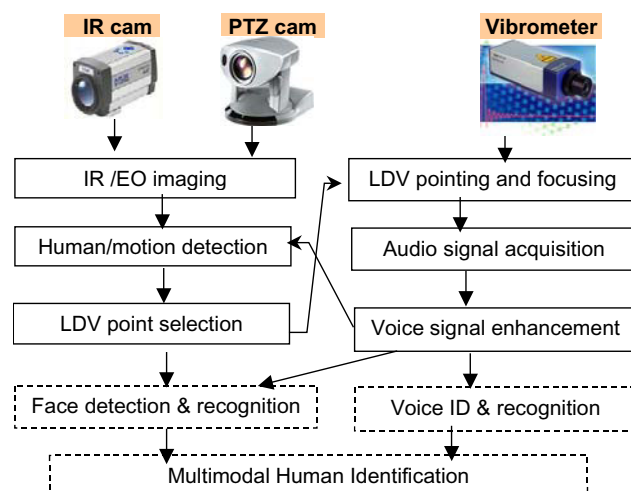 IR cam
PTZ cam
Vibrometer
IR /EO imaging
LDV pointing and focusing
Human/motion detection
Audio signal acquisition
LDV point selection
Voice signal enhancement
Face detection & recognition
Voice ID & recognition
Multimodal Human Identification